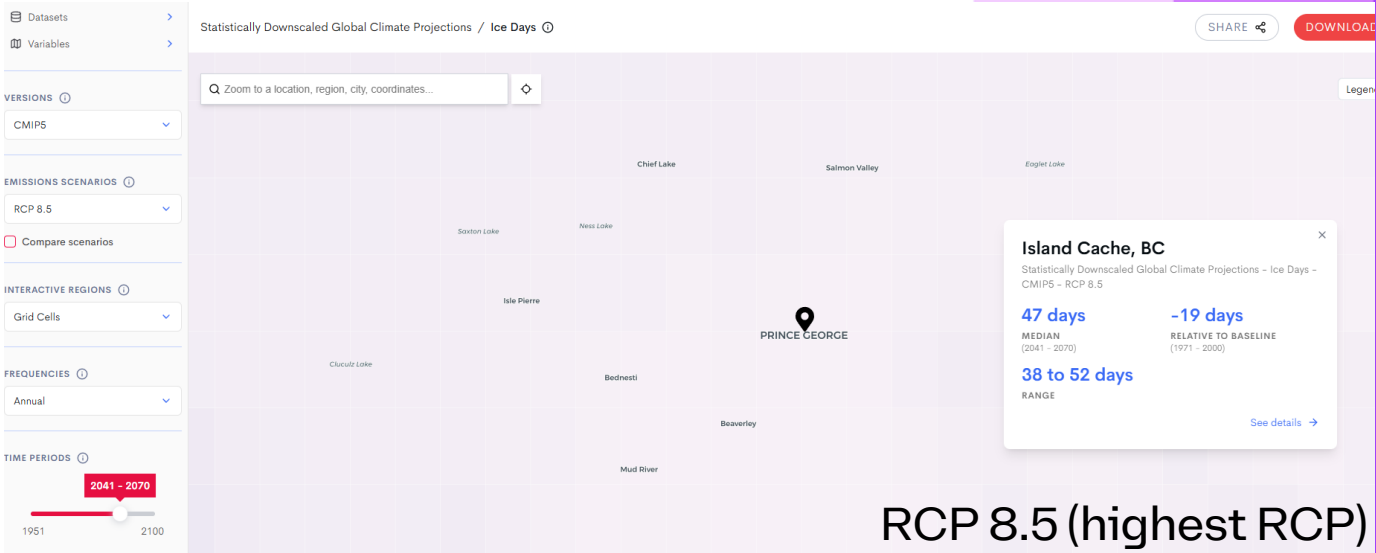 Datasets
Variables
VERSIONS
CMIP5
EMISSIONS SCENARIOS
RCP 8.5
Compare scenarios
INTERACTIVE REGIONS
Grid Cells
FREQUENCIES
Annual
TIME PERIODS
2041 - 2070
1951 2100
Statistically Downscaled Global Climate Projections / Ice Days
SHARE
DOWNLOAD
Zoom to a location, region, city, coordinates...
Legen
Chief Lake
Salmon Valley
Eaglet Lake
Saxton Lake
Ness Lake
Isle Pierre
PRINCE GEORGE
Cluculz Lake
Bednesti
Beaverley
Mud River
Island Cache, BC
Statistically Downscaled Global Climate Projections - Ice Days -
CMIP5 - RCP 8.5
47 days -19 days
MEDIAN RELATIVE TO BASELINE
(2041 - 2070) (1971 - 2000)
38 to 52 days
RANGE
See details
RCP 8.5 (highest RCP)